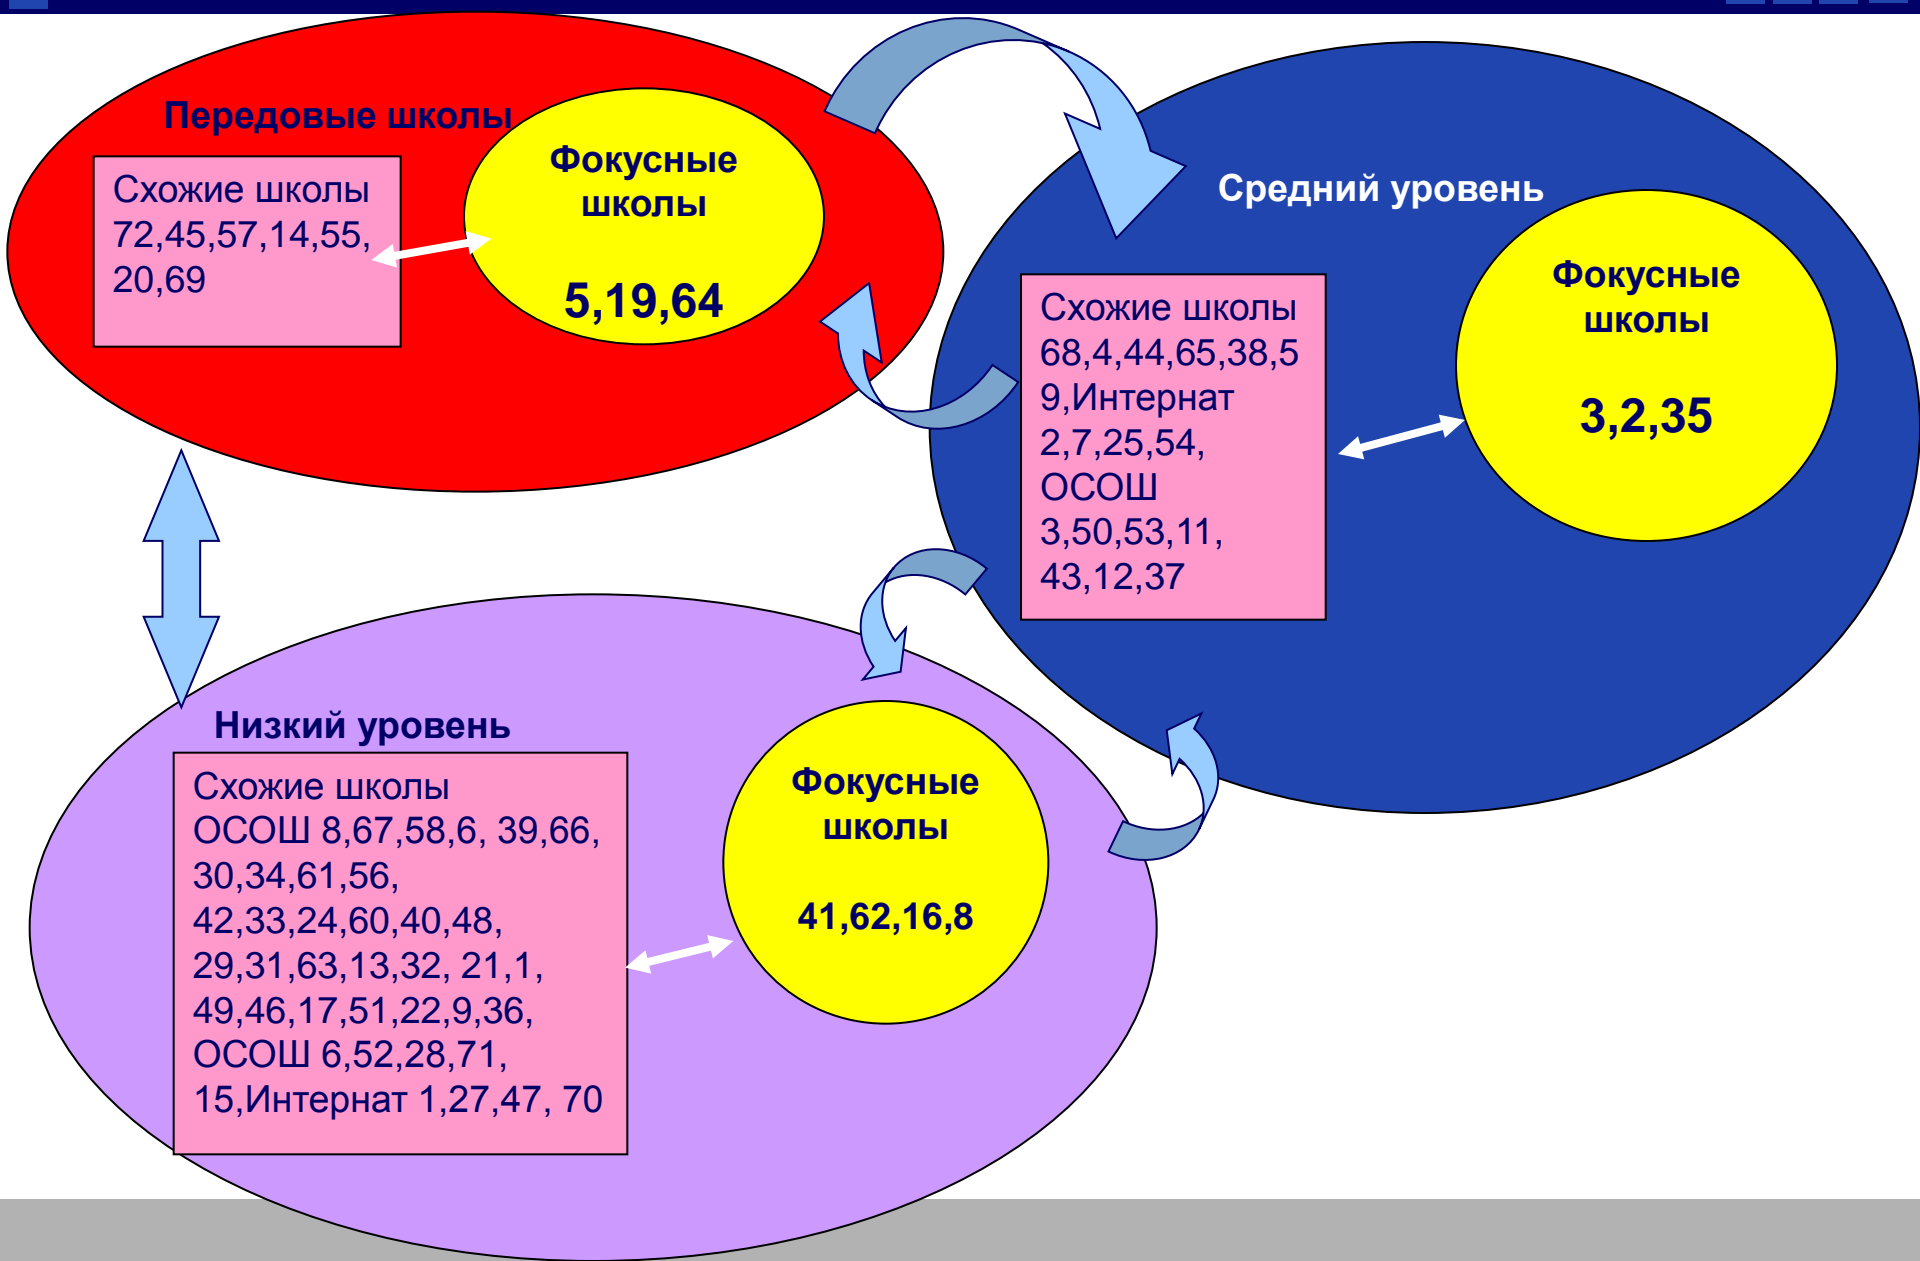 Передовые школы
Схожие школы
72,45,57,14,55,
20,69
Фокусные
школы
5,19,64
Средний уровень
Схожие школы
68,4,44,65,38,5
9,Интернат
2,7,25,54,
ОСОШ
3,50,53,11,
43,12,37
Фокусные
школы
3,2,35
Низкий уровень
Схожие школы
ОСОШ 8,67,58,6, 39,66,
30,34,61,56,
42,33,24,60,40,48,
29,31,63,13,32, 21,1,
49,46,17,51,22,9,36,
ОСОШ 6,52,28,71,
15,Интернат 1,27,47, 70
Фокусные
школы
41,62,16,8